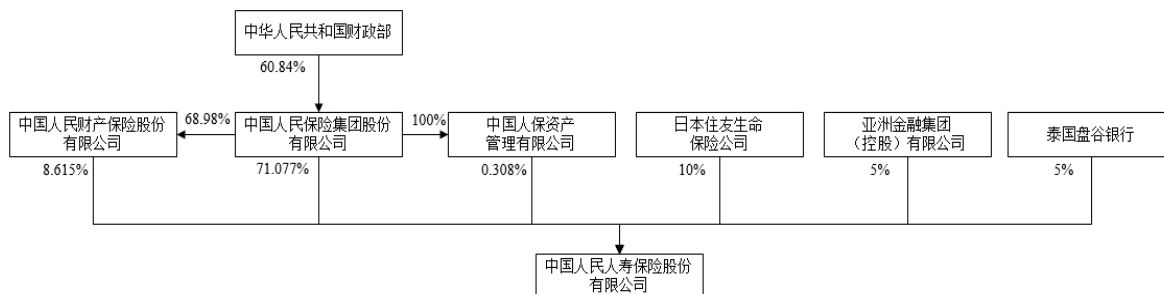 中华人民共和国财政部
60.84%
中国人民财产保险股份
有限公司
68.98%
中国人民保险集团股份
有限公司
100%
中国人保资产
管理有限公司
日本住友生命
保险公司
亚洲金融集团
（控股）有限公司
泰国盘谷银行
8.615%
71.077%
0.308%
10%
5%
5%
中国人民人寿保险股份
有限公司